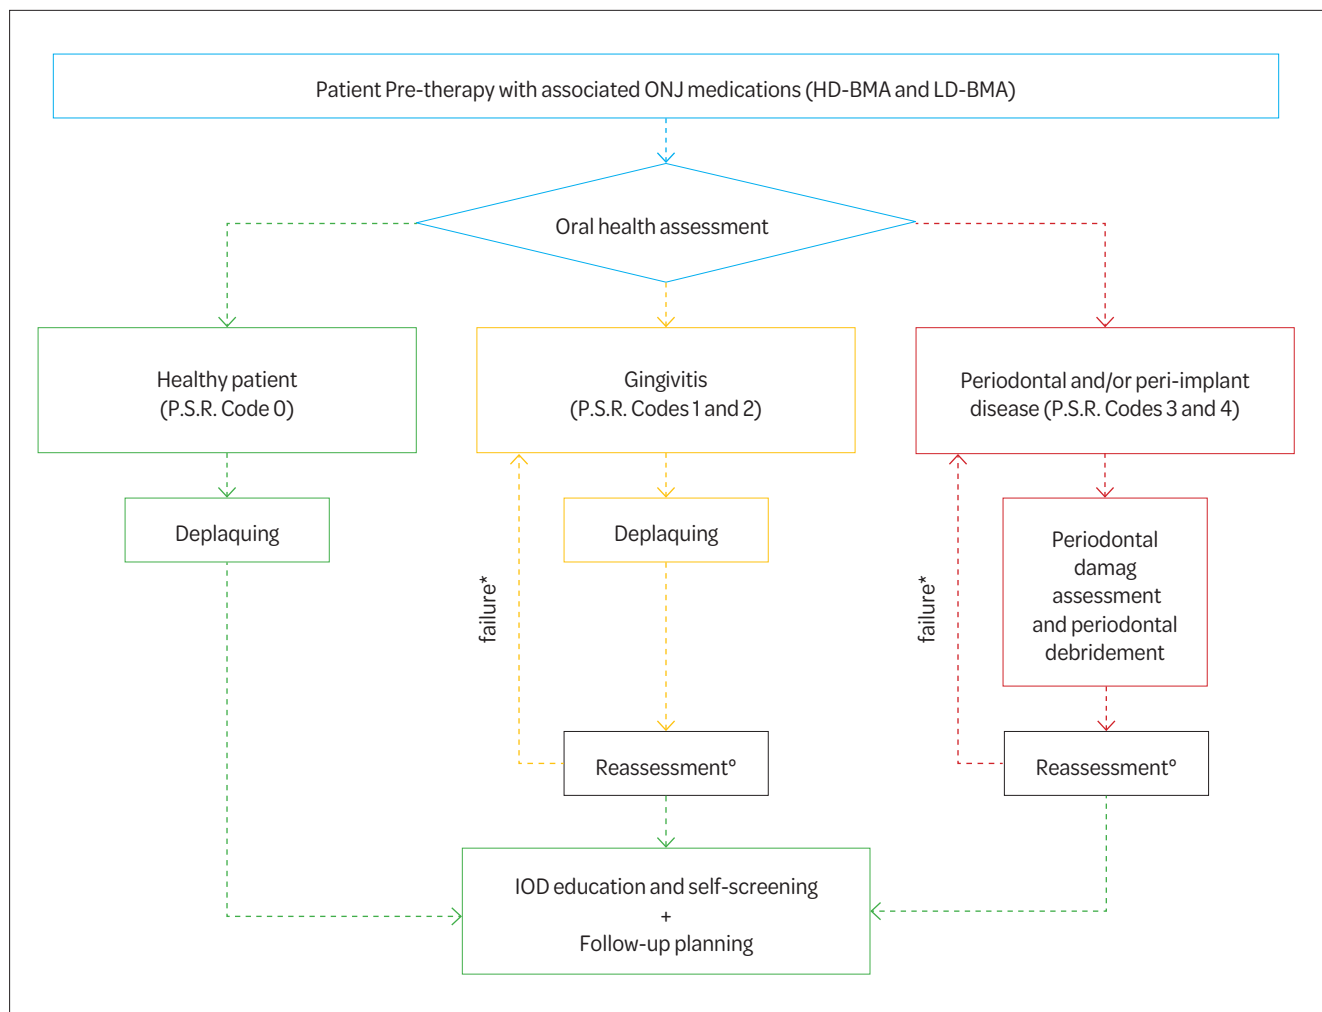 Patient Pre-therapy with associated ONJ medications (HD-BMA and LD-BMA)
Oral health assessment
Healthy patient
(P.S.R. Code 0)
Gingivitis
(P.S.R. Codes 1 and 2)
Periodontal and/or peri-implant
disease (P.S.R. Codes 3 and 4)
Deplaquing
Deplaquing
Periodontal
damag
assessment
and periodontal
debridement
failure*
failure*
Reassessment°
Reassessment°
IOD education and self-screening
+
Follow-up planning